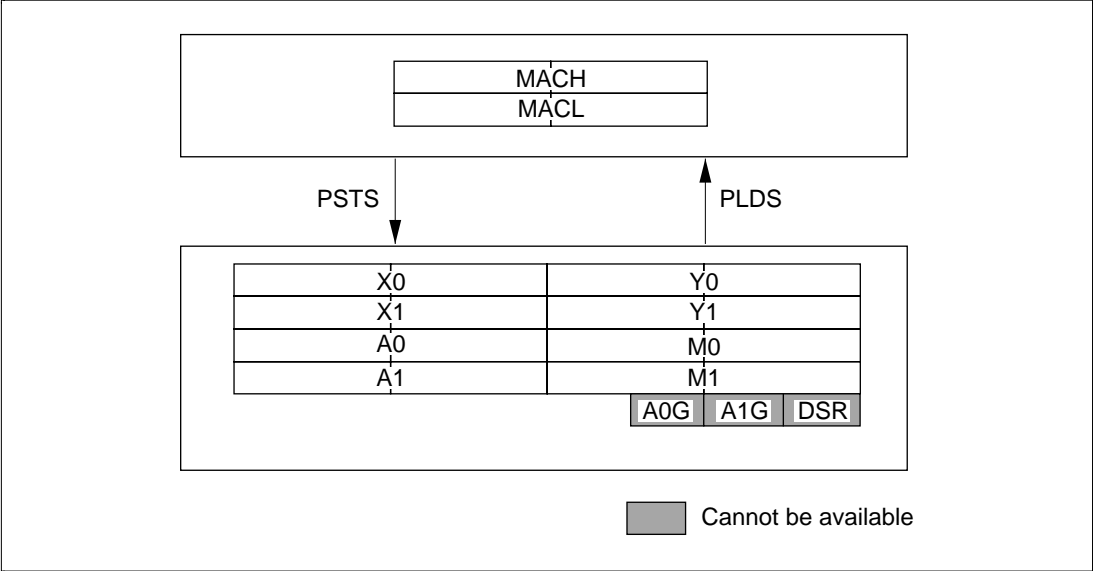 MACH
MACL
PSTS PLDS
X0 Y0
X1 Y1
A0 M0
A1 M1
A0G A1G DSR
Cannot be available